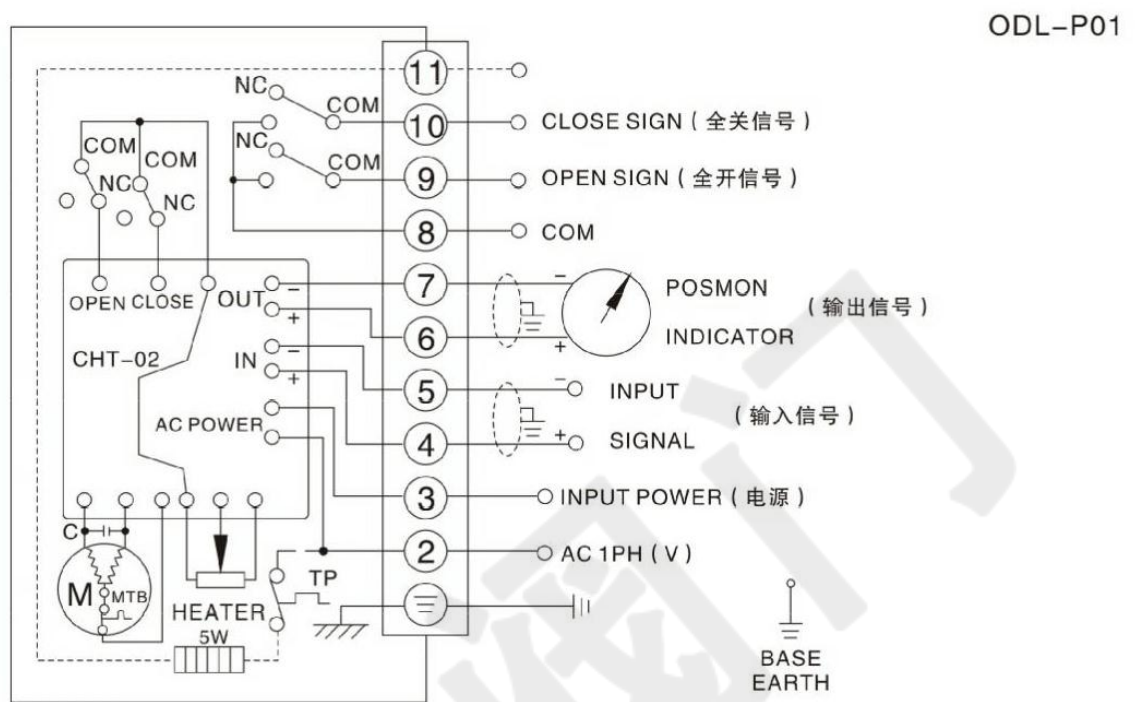 ODL-P01
11
NC
COM
10
CLOSE SIGN ( 全关信号 )
NC
COM
9
OPEN SIGN ( 全开信号 )
COM
COM
NC
NC
8
COM
7
-
POSMON
( 输出信号 )
6
+
INDICATOR
OPEN
CLOSE
OUT
-
+
CHT-02
IN
-
+
5
-
INPUT
( 输入信号 )
4
+
SIGNAL
AC POWER
3
INPUT POWER ( 电源 )
2
AC 1PH ( V )
C
M
MTB
TP
HEATER
5W
BASE
EARTH
阀门